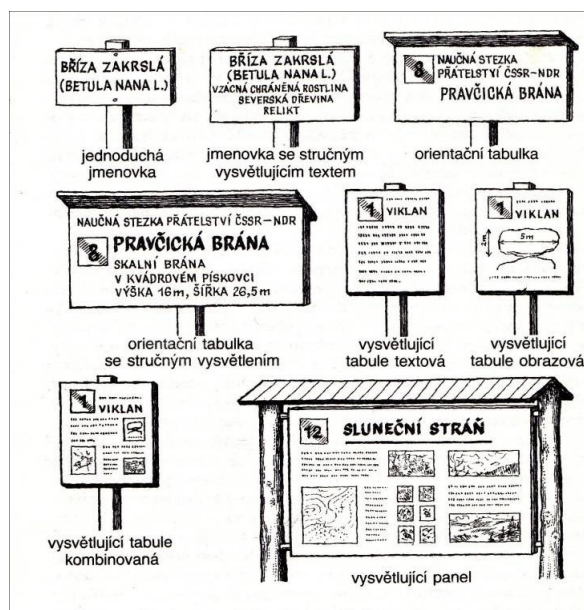 BŘÍZA ZAKRSLÁ
(BETULA NANA L.)
jednoduchá
jmenovka
BŘÍZA ZAKRSLÁ
(BETULA NANA L.)
VZÁCNÁ CHRÁNĚNÁ ROSTLINA
SEVERSKÁ DŘEVINA
RELIKT
jmenovka se stručným
vysvětlujícím textem
8 NAUČNÁ STEZKA
PŘÁTELSTVÍ ČSSR-NDR
PRAVČICKÁ BRÁNA
orientační tabulka
NAUČNÁ STEZKA PŘÁTELSTVÍ ČSSR-NDR
8 PRAVČICKÁ BRÁNA
SKALNÍ BRÁNA
V KVÁDROVÉM PÍSKOVCI
VÝŠKA 16m, ŠÍŘKA 26,5m
orientační tabulka
se stručným vysvětlením
1 VIKLAN
vysvětlující
tabule textová
1 VIKLAN
5m
2m
vysvětlující
tabule obrazová
1 VIKLAN
vysvětlující tabule
kombinovaná
12 SLUNEČNÍ STRÁŇ
vysvětlující panel